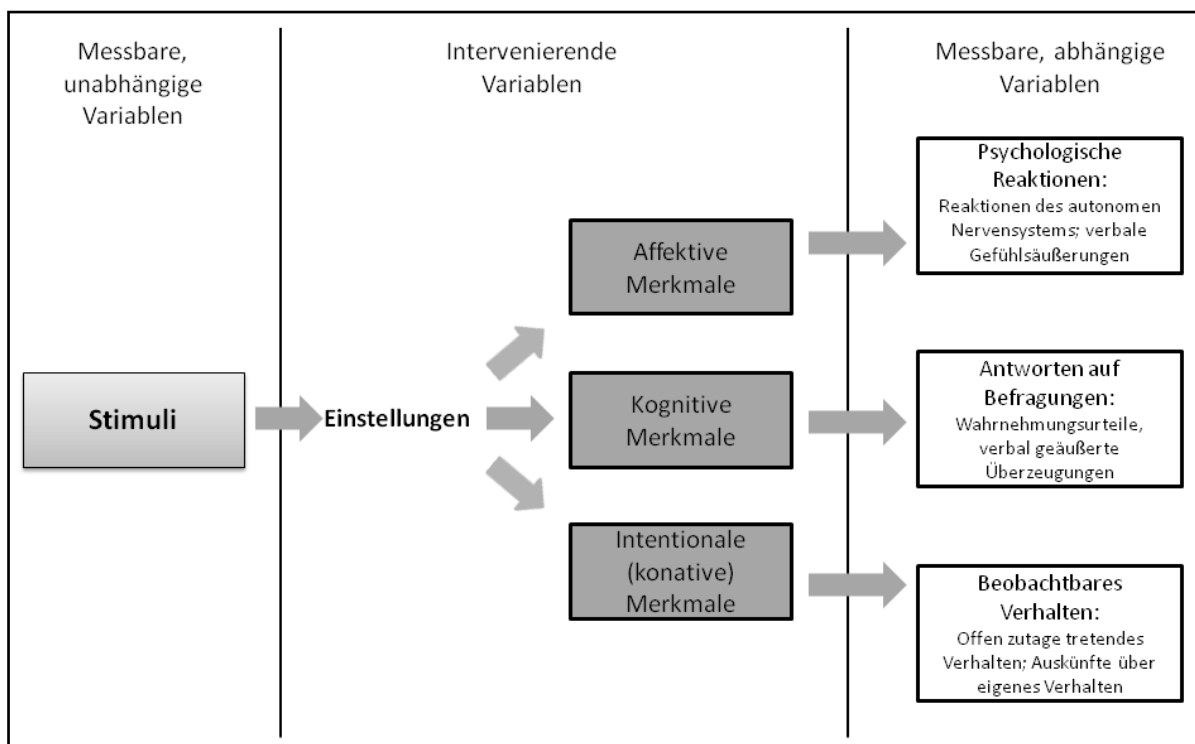 Messbare,
unabhängige
Variablen
Intervenierende
Variablen
Messbare, abhängige
Variablen
Stimuli
Einstellungen
Affektive
Merkmale
Kognitive
Merkmale
Intentionale
(konative)
Merkmale
Psychologische
Reaktionen:
Reaktionen des autonomen
Nervensystems; verbale
Gefühlsäußerungen
Antworten auf
Befragungen:
Wahrnehmungsurteile,
verbal geäußerte
Überzeugungen
Beobachtbares
Verhalten:
Offen zutage tretendes
Verhalten; Auskünfte über
eigenes Verhalten